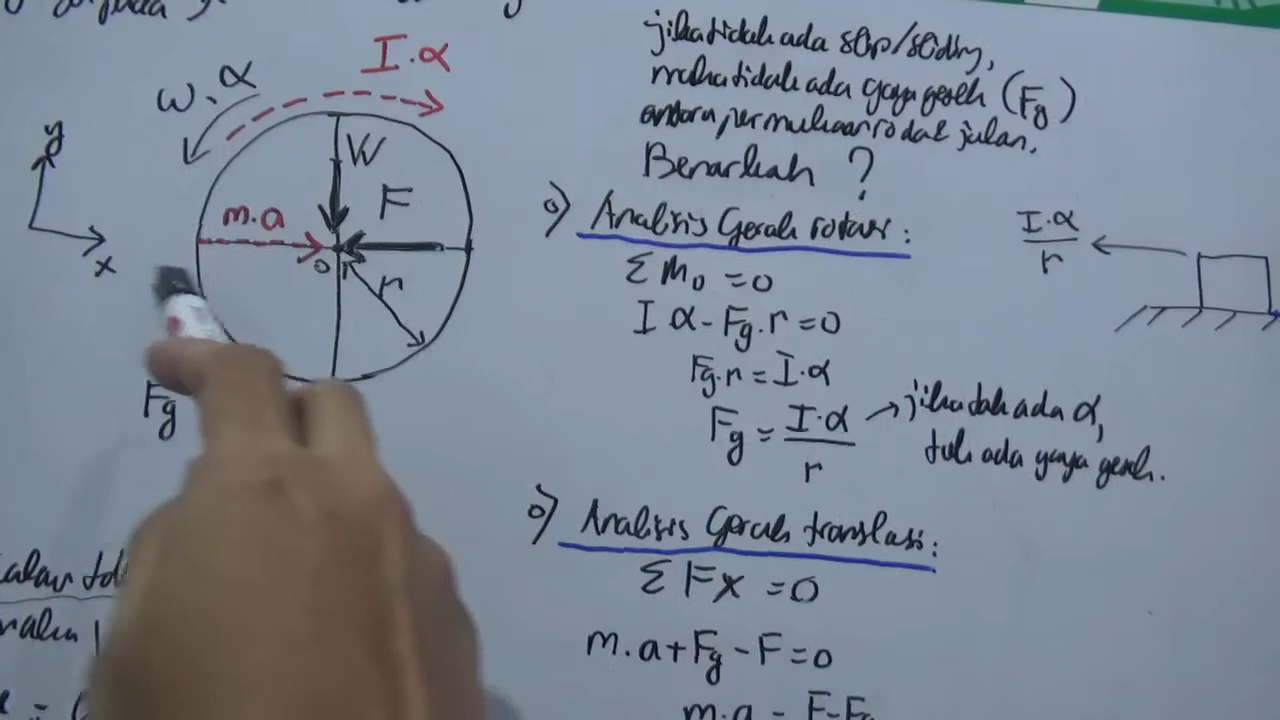 I.α
ω.α
y
W
F
m.a
x
o
r
Fg
jika tidak ada slip/sliding,
maka tidak ada gaya gesek (Fg)
antara permukaan roda & jalan.
Benarkah ?
o) Analisis Gerak rotasi :
Σ Mo = 0
I α - Fg.r = 0
Fg.r = I.α
Fg = I.α / r → jika tidak ada α,
tak ada gaya gesek.
I.α / r
o) Analisis Gerak translasi :
Σ Fx = 0
m.a + Fg - F = 0